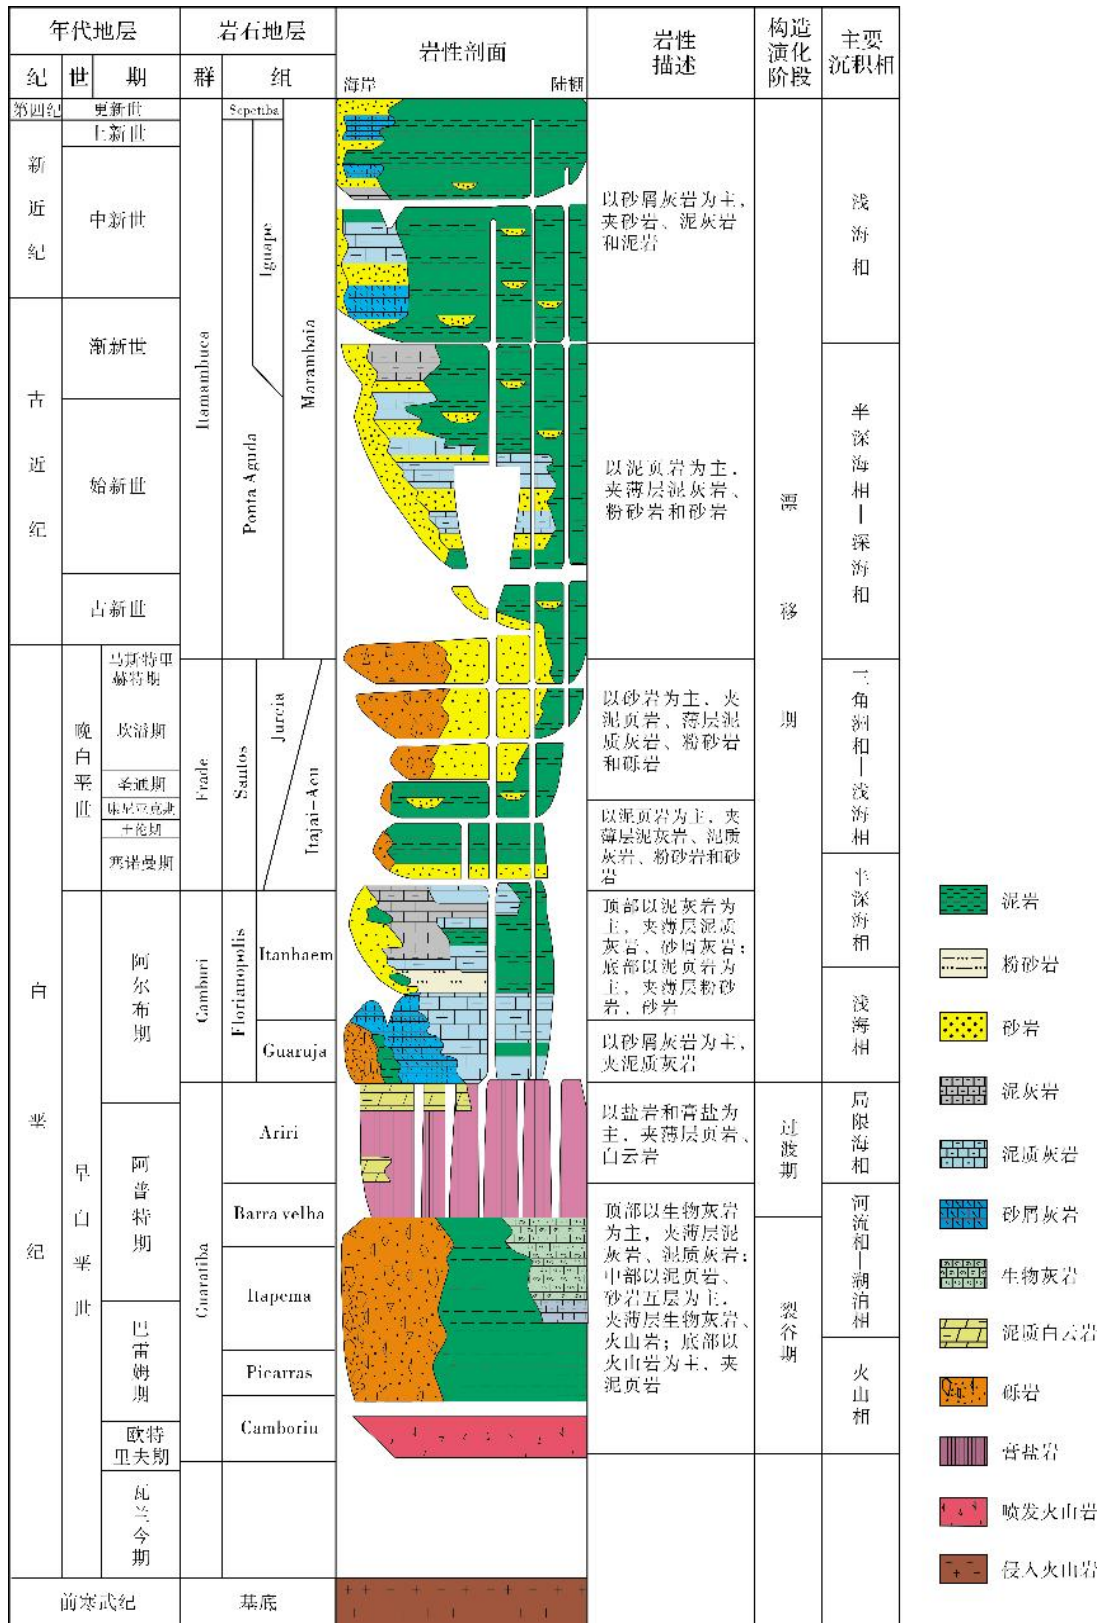 年代地层
岩石地层
岩性剖面
岩性
描述
构造
演化
阶段
主要
沉积相
纪
世
期
群
组
海岸
陆棚
第四纪
更新世
Sepetiba
上新世
新近纪
中新世
Iguape
以砂屑灰岩为主，
夹砂岩、泥灰岩
和泥岩
浅海相
渐新世
Itamambuca
Marambaia
古近纪
始新世
Ponta Aguda
以泥页岩为主，
夹薄层泥灰岩、
粉砂岩和砂岩
漂移期
半深海相—深海相
古新世
白垩纪
晚白垩世
马斯特里
赫特期
坎潘期
圣通期
康尼亚克期
土伦期
塞诺曼期
Frade
Santos
Jureia
Itajai-Acu
以砂岩为主，夹
泥页岩、薄层泥
质灰岩、粉砂岩
和砾岩
三角洲相—浅海相
以泥页岩为主，夹
薄层泥灰岩、泥质
灰岩、粉砂岩和砂
岩
半深海相
早白垩世
阿尔布期
Camburi
Florianopolis
Itanhaem
顶部以泥灰岩为
主，夹薄层泥质
灰岩、砂屑灰岩；
底部以泥页岩为
主，夹薄层粉砂
岩、砂岩
浅海相
Guaruja
以砂屑灰岩为主，
夹泥质灰岩
阿普特期
Guaratiba
Ariri
以盐岩和膏盐为
主，夹薄层页岩、
白云岩
过渡期
局限海相
Barra velha
顶部以生物灰岩
为主，夹薄层泥
灰岩、泥质灰岩；
中部以泥页岩、
砂岩互层为主，
夹薄层生物灰岩、
火山岩；底部以
火山岩为主，夹
泥页岩
河流相—湖泊相
Itapema
裂谷期
巴雷姆期
Picarras
火山相
欧特
里夫期
Camboriu
瓦兰今期
前寒武纪
基底
泥岩
粉砂岩
砂岩
泥灰岩
泥质灰岩
砂屑灰岩
生物灰岩
泥质白云岩
砾岩
膏盐岩
喷发火山岩
侵入火山岩